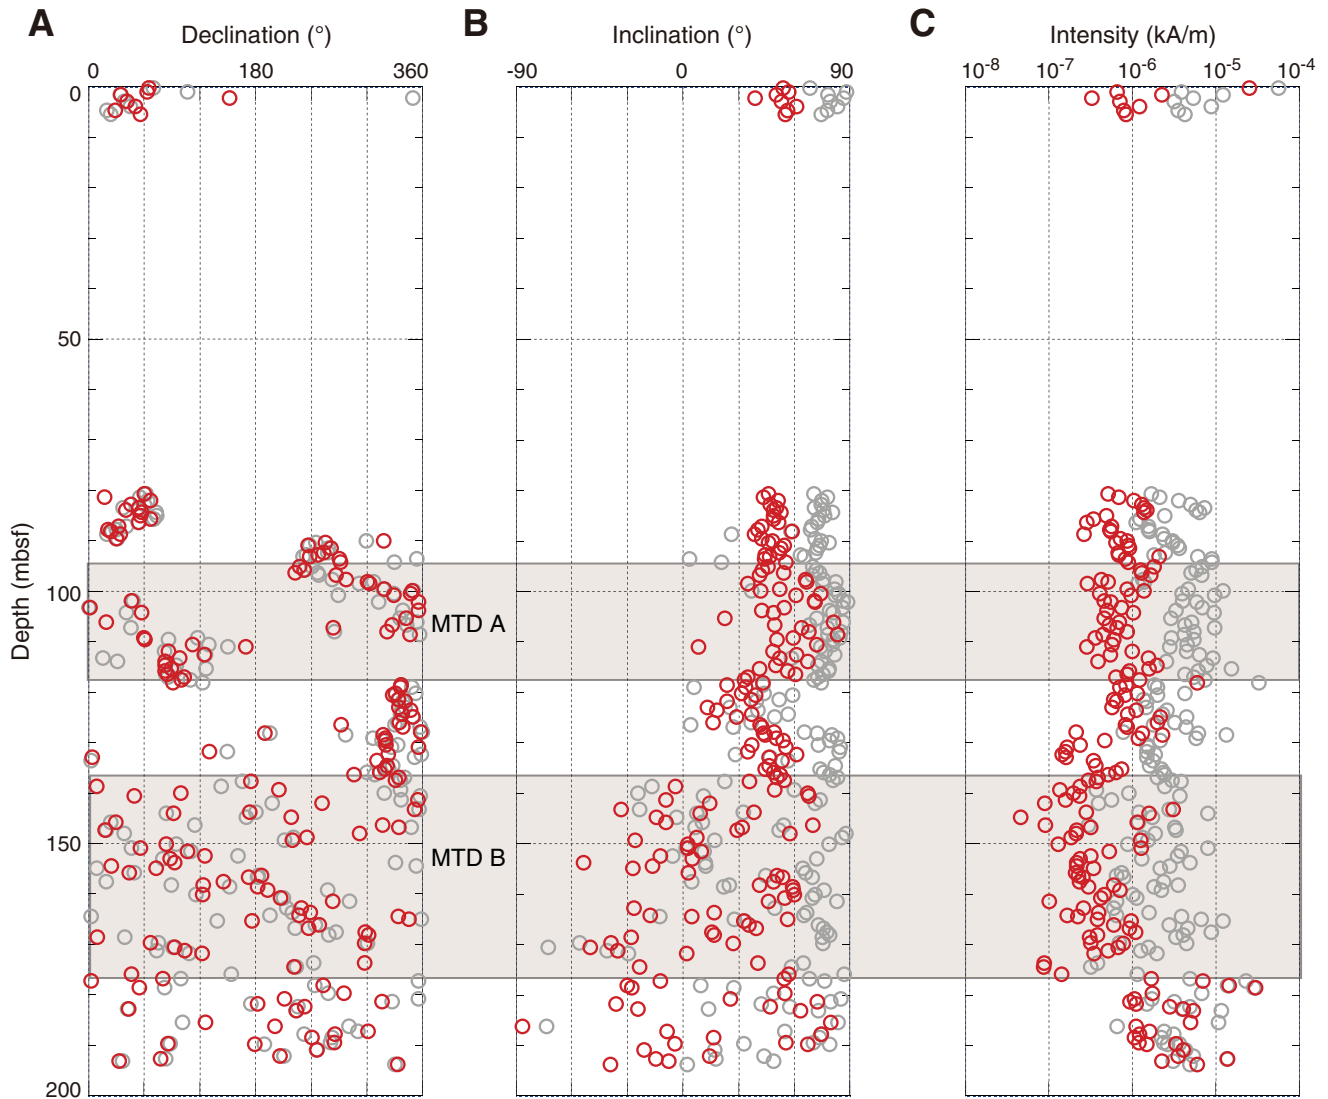 A Declination (°) B Inclination (°) C Intensity (kA/m)
0 180 360 -90 0 90 10-8 10-7 10-6 10-5 10-4
0
50
100
150
200
Depth (mbsf)
MTD A
MTD B